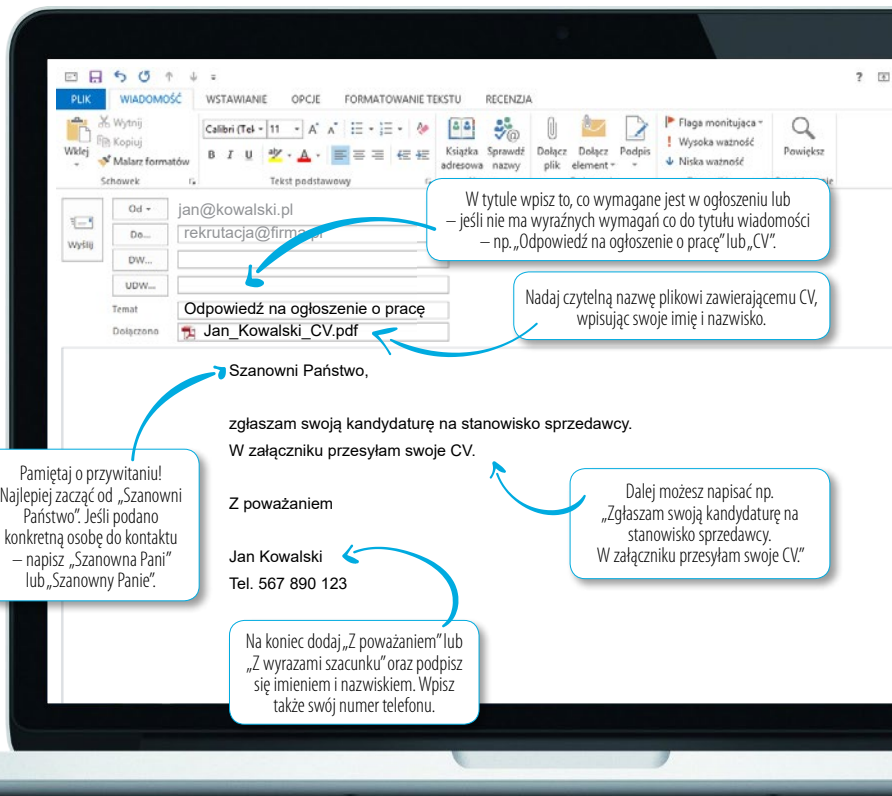 ?
PLIK WIADOMOŚĆ WSTAWIANIE OPCJE FORMATOWANIE TEKSTU RECENZJA
Wklej
Wytnij
Kopiuj
Malarz formatów
Schowek
Calibri (Tek 11 A A
B I U A
Tekst podstawowy
Książka adresowa
Sprawdź nazwy
Dołącz plik
Dołącz element
Podpis
Flaga monitująca
Wysoka ważność
Niska ważność
Powiększ
Wyślij
Od jan@kowalski.pl
Do... rekrutacja@firma.pl
DW...
UDW...
Temat Odpowiedź na ogłoszenie o pracę
Dołączono Jan_Kowalski_CV.pdf
W tytule wpisz to, co wymagane jest w ogłoszeniu lub
– jeśli nie ma wyraźnych wymagań co do tytułu wiadomości
– np. „Odpowiedź na ogłoszenie o pracę” lub „CV”.
Nadaj czytelną nazwę plikowi zawierającemu CV,
wpisując swoje imię i nazwisko.
Szanowni Państwo,
zgłaszam swoją kandydaturę na stanowisko sprzedawcy.
W załączniku przesyłam swoje CV.
Z poważaniem
Jan Kowalski
Tel. 567 890 123
Pamiętaj o przywitaniu!
Najlepiej zacząć od „Szanowni
Państwo”. Jeśli podano
konkretną osobę do kontaktu
– napisz „Szanowna Pani”
lub „Szanowny Panie”.
Dalej możesz napisać np.
„Zgłaszam swoją kandydaturę na
stanowisko sprzedawcy.
W załączniku przesyłam swoje CV.”
Na koniec dodaj „Z poważaniem” lub
„Z wyrazami szacunku” oraz podpisz
się imieniem i nazwiskiem. Wpisz
także swój numer telefonu.